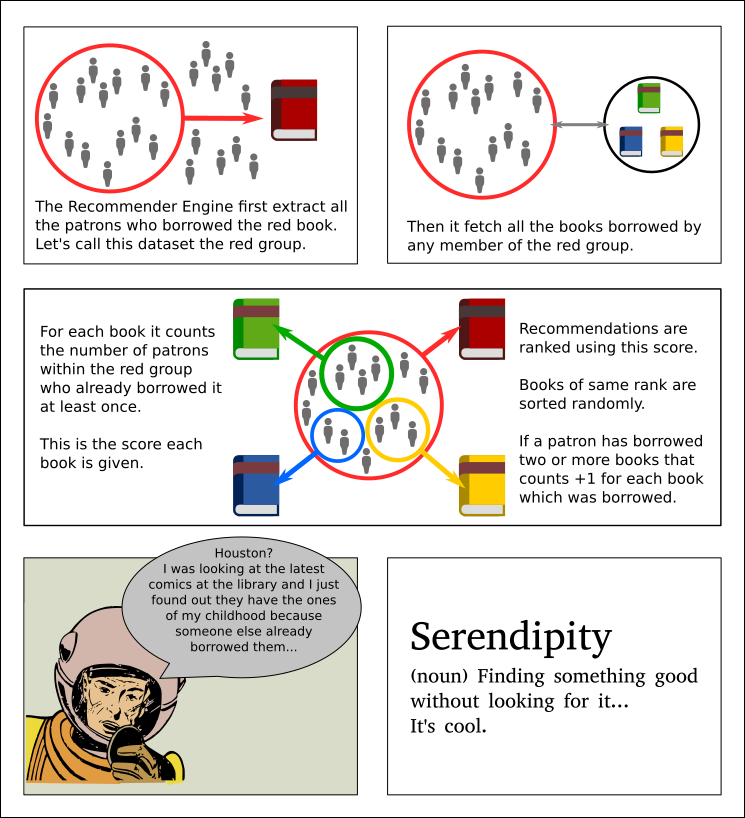 The Recommender Engine first extract all
the patrons who borrowed the red book.
Let's call this dataset the red group.
Then it fetch all the books borrowed by
any member of the red group.
For each book it counts
the number of patrons
within the red group
who already borrowed it
at least once.
This is the score each
book is given.
Recommendations are
ranked using this score.
Books of same rank are
sorted randomly.
If a patron has borrowed
two or more books that
counts +1 for each book
which was borrowed.
Houston?
I was looking at the latest
comics at the library and I just
found out they have the ones
of my childhood because
someone else already
borrowed them...
Serendipity
(noun) Finding something good
without looking for it...
It's cool.